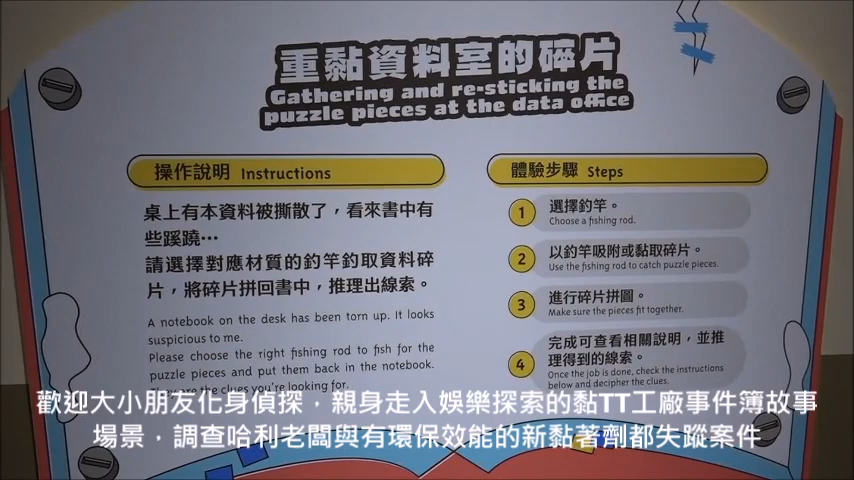 重黏資料室的碎片
Gathering and re-sticking the
puzzle pieces at the data office
操作說明 Instructions
桌上有本資料被撕散了，看來書中有
些蹊蹺…
請選擇對應材質的釣竿釣取資料碎
片，將碎片拼回書中，推理出線索。
A notebook on the desk has been torn up. It looks
suspicious to me.
Please choose the right fishing rod to fish for the
puzzle pieces and put them back in the notebook.
They are the clues you're looking for.
體驗步驟 Steps
1 選擇釣竿。
Choose a fishing rod.
2 以釣竿吸附或黏取碎片。
Use the fishing rod to catch puzzle pieces.
3 進行碎片拼圖。
Make sure the pieces fit together.
4 完成可查看相關說明，並推
理得到的線索。
Once the job is done, check the instructions
below and decipher the clues.
歡迎大小朋友化身偵探，親身走入娛樂探索的黏TT工廠事件簿故事
場景，調查哈利老闆與有環保效能的新黏著劑都失蹤案件